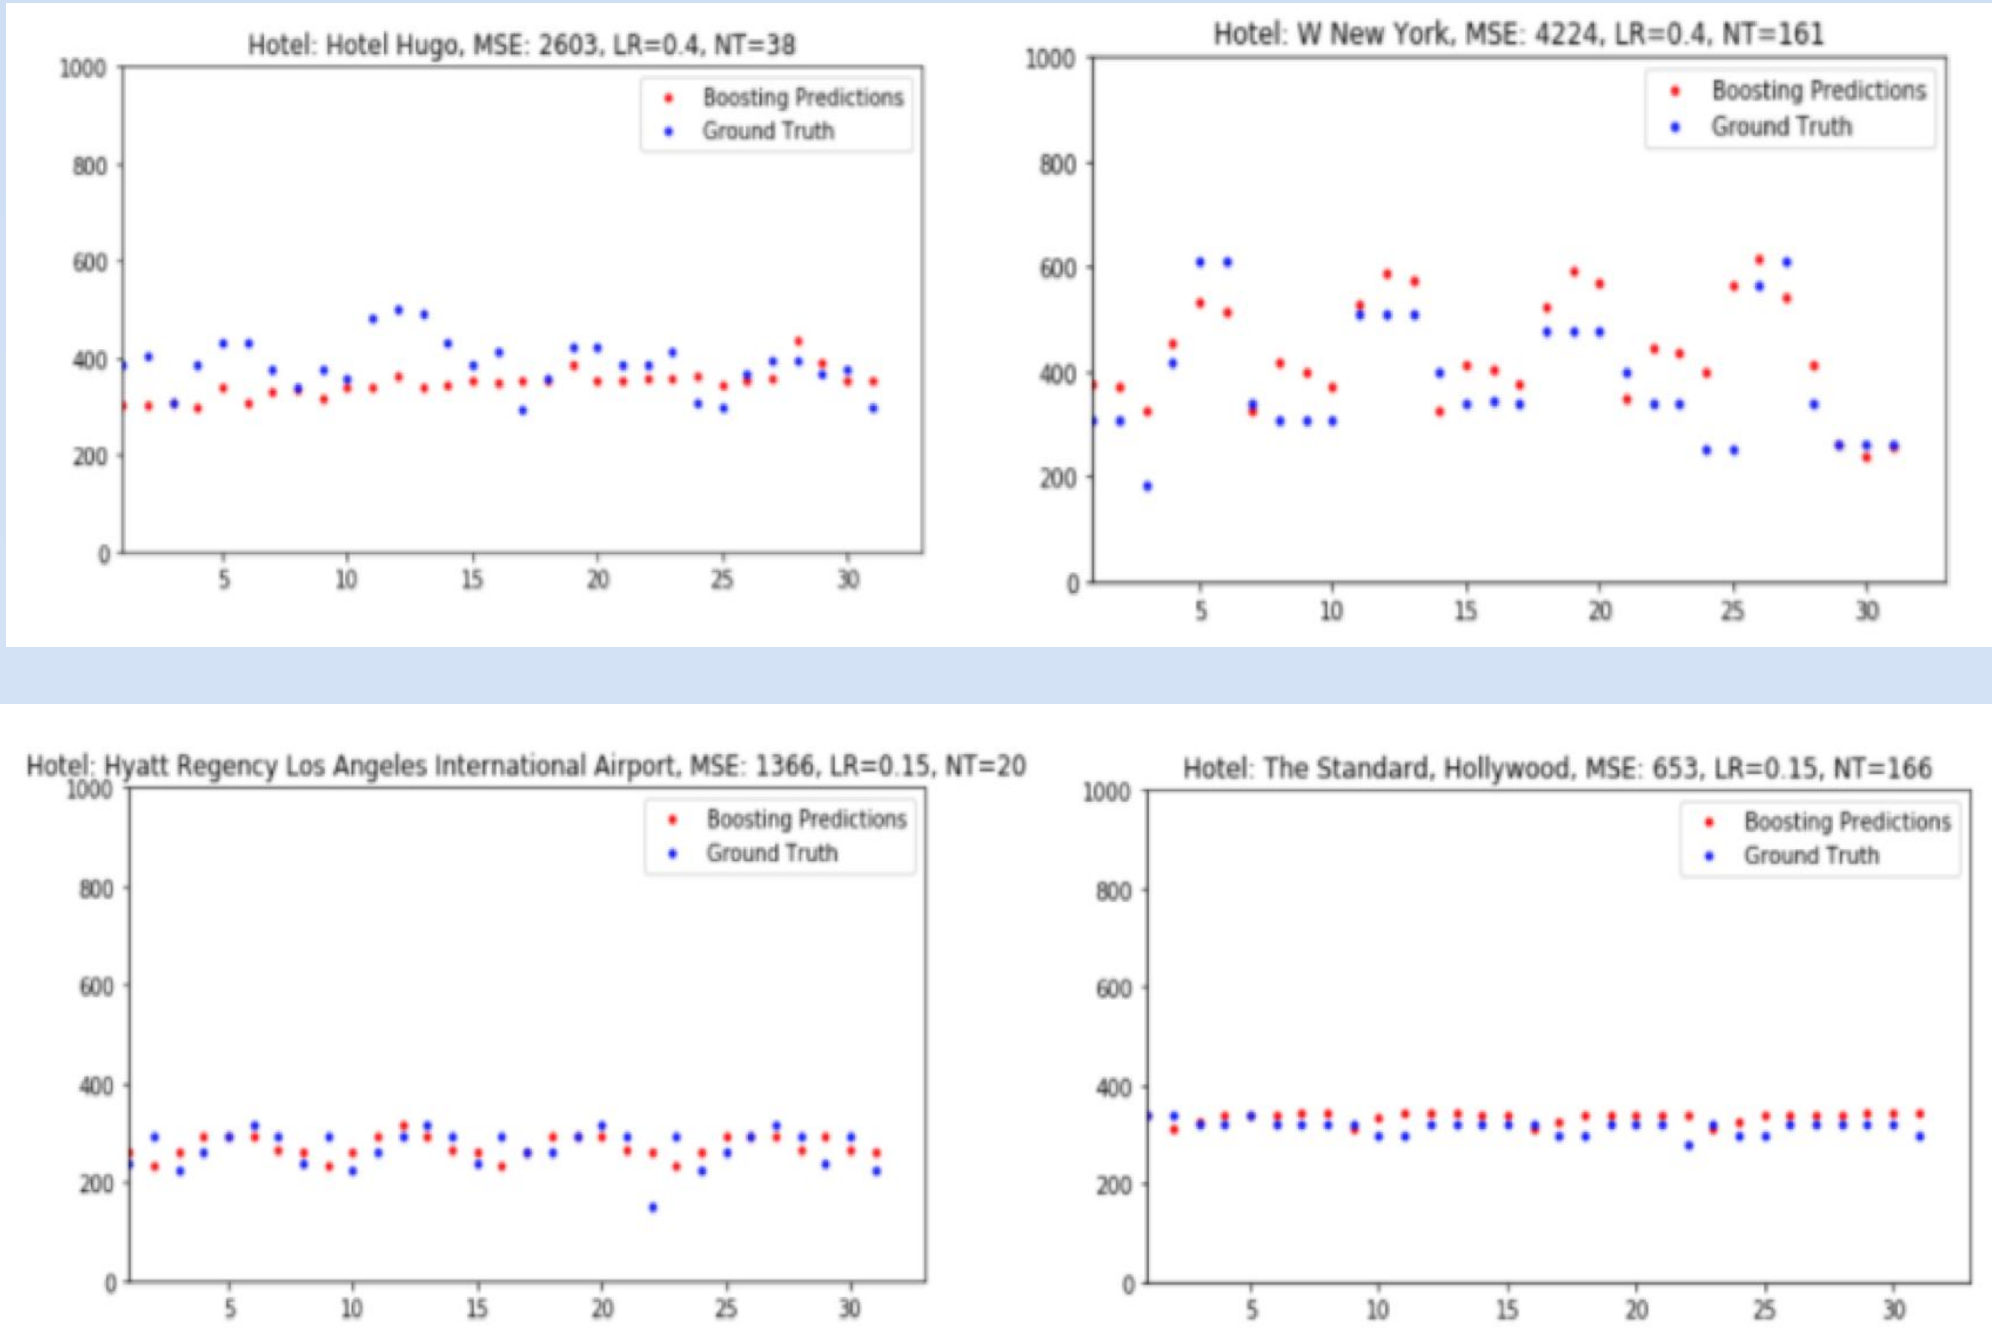 Hotel: Hotel Hugo, MSE: 2603, LR=0.4, NT=38
1000
800
600
400
200
0
5 10 15 20 25 30
Boosting Predictions
Ground Truth
Hotel: W New York, MSE: 4224, LR=0.4, NT=161
1000
800
600
400
200
0
5 10 15 20 25 30
Boosting Predictions
Ground Truth
Hotel: Hyatt Regency Los Angeles International Airport, MSE: 1366, LR=0.15, NT=20
1000
800
600
400
200
0
5 10 15 20 25 30
Boosting Predictions
Ground Truth
Hotel: The Standard, Hollywood, MSE: 653, LR=0.15, NT=166
1000
800
600
400
200
0
5 10 15 20 25 30
Boosting Predictions
Ground Truth